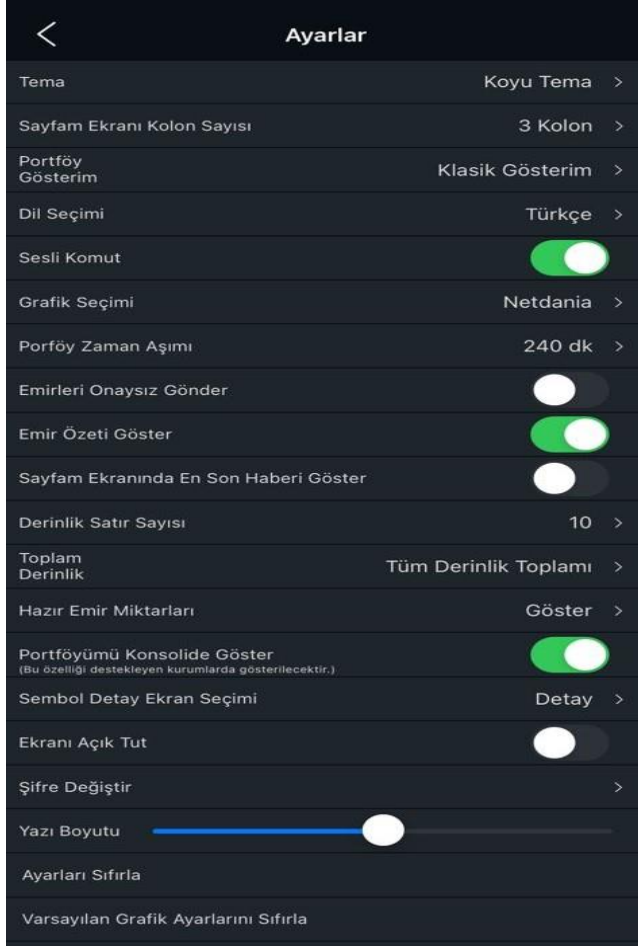 Ayarlar
Tema Koyu Tema >
Sayfam Ekranı Kolon Sayısı 3 Kolon >
Portföy
Gösterim Klasik Gösterim >
Dil Seçimi Türkçe >
Sesli Komut
Grafik Seçimi Netdania >
Porföy Zaman Aşımı 240 dk >
Emirleri Onaysız Gönder
Emir Özeti Göster
Sayfam Ekranında En Son Haberi Göster
Derinlik Satır Sayısı 10 >
Toplam
Derinlik Tüm Derinlik Toplamı >
Hazır Emir Miktarları Göster >
Portföyümü Konsolide Göster
(Bu özelliği destekleyen kurumlarda gösterilecektir.)
Sembol Detay Ekran Seçimi Detay >
Ekranı Açık Tut
Şifre Değiştir >
Yazı Boyutu
Ayarları Sıfırla
Varsayılan Grafik Ayarlarını Sıfırla